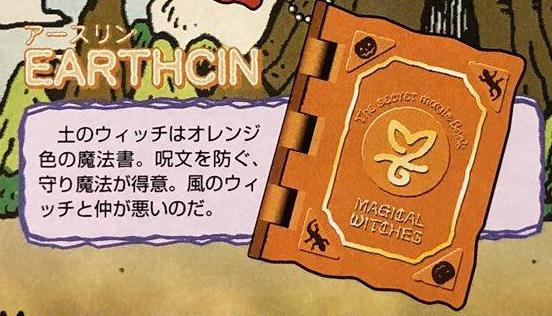 アースリン
EARTHCIN
土のウィッチはオレンジ
色の魔法書。呪文を防ぐ、
守り魔法が得意。風のウィ
ッチと仲が悪いのだ。
The SECRET magic Book
MAGICAL
WITCHES